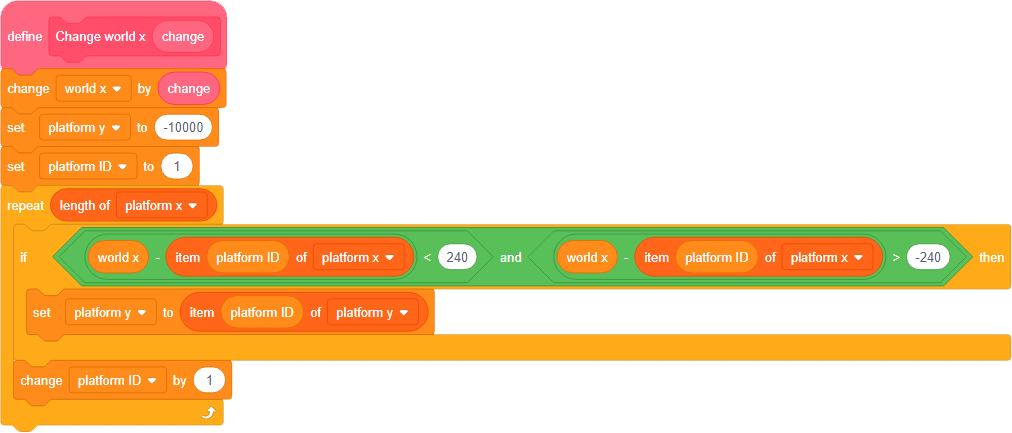 define Change world x change
change world x by change
set platform y to -10000
set platform ID to 1
repeat length of platform x
if world x - item platform ID of platform x < 240 and world x - item platform ID of platform x > -240 then
set platform y to item platform ID of platform y
change platform ID by 1